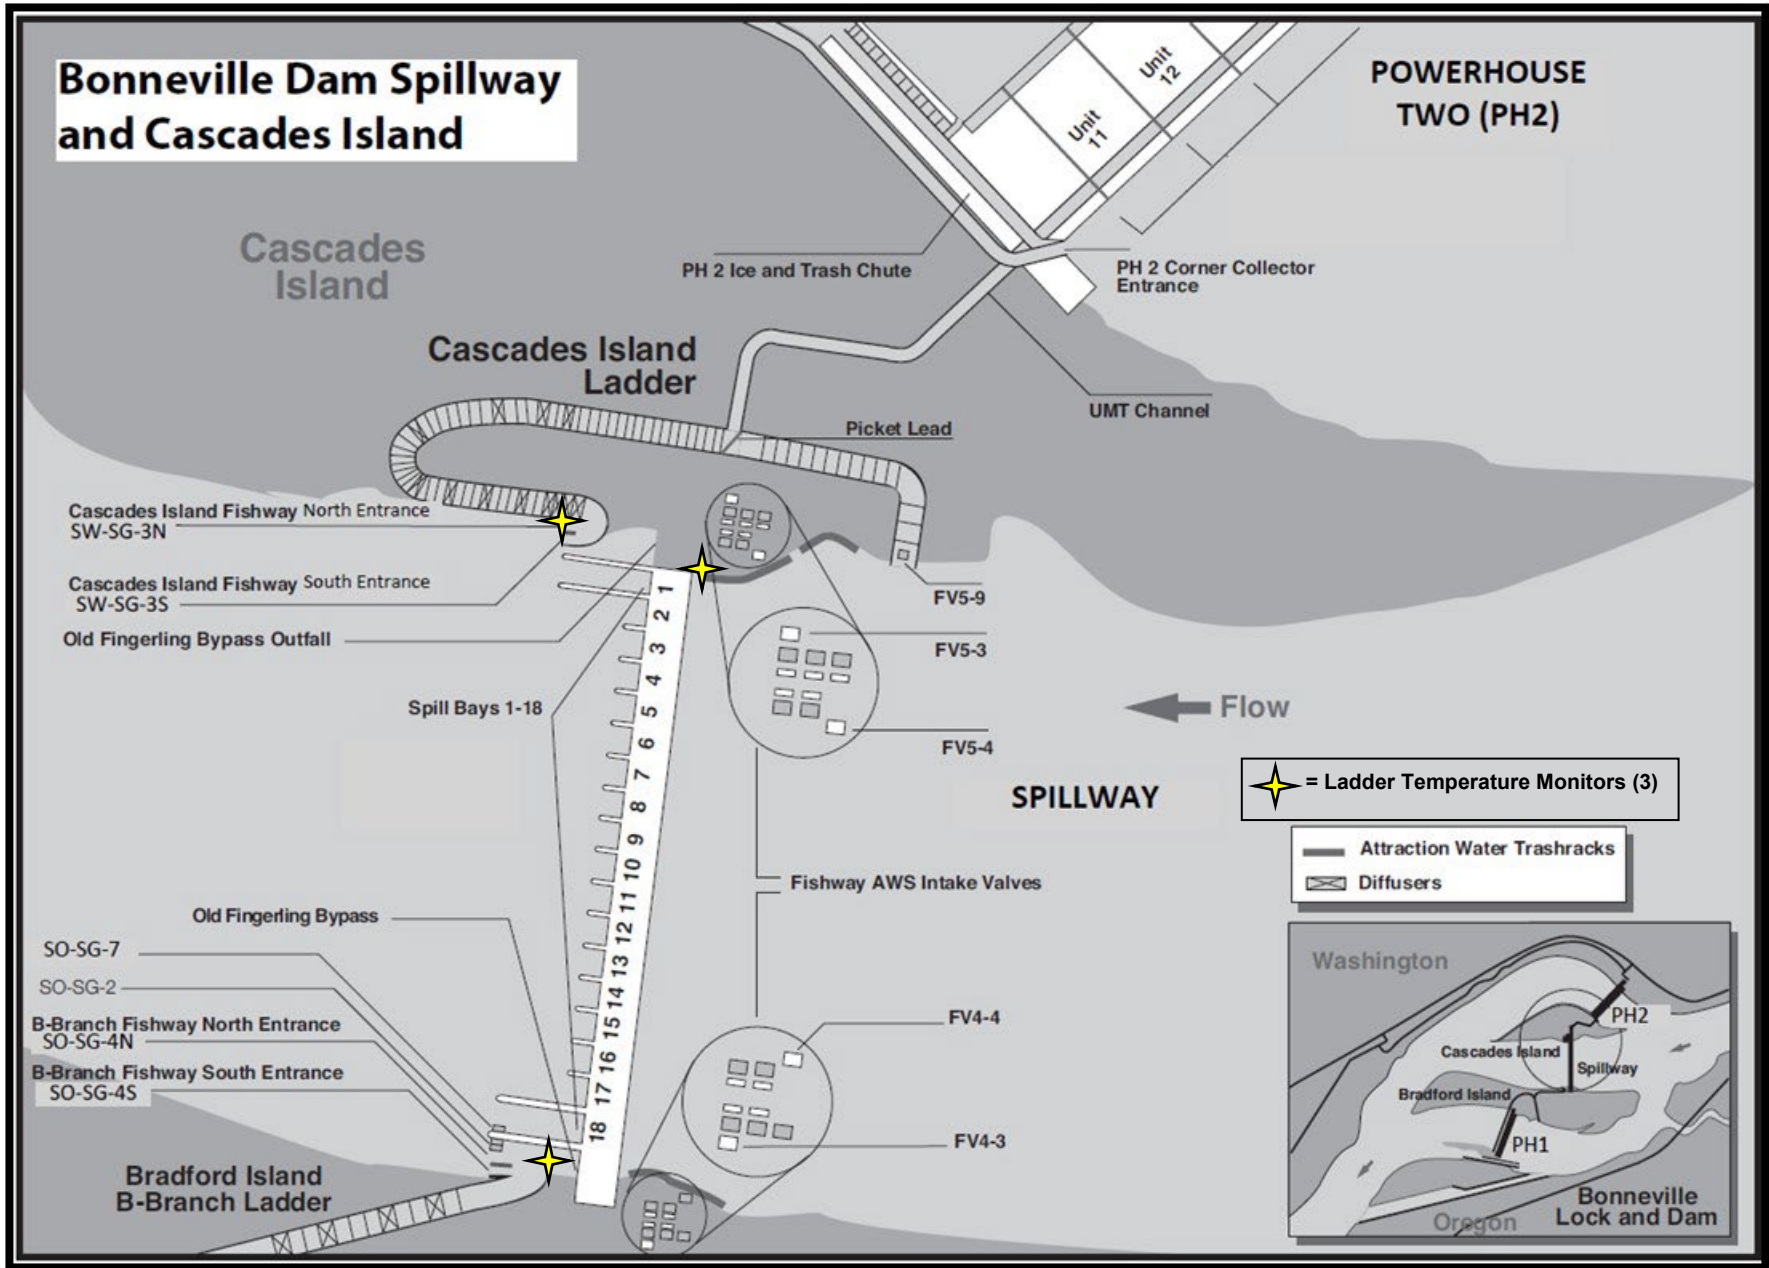 Bonneville Dam Spillway
and Cascades Island
POWERHOUSE
TWO (PH2)
Unit
12
Unit
11
Cascades
Island
PH 2 Ice and Trash Chute
PH 2 Corner Collector
Entrance
Cascades Island
Ladder
UMT Channel
Picket Lead
Cascades Island Fishway North Entrance
SW-SG-3N
Cascades Island Fishway South Entrance
SW-SG-3S
Old Fingerling Bypass Outfall
FV5-9
FV5-3
FV5-4
Spill Bays 1-18
1
2
3
4
5
6
7
8
9
10
11
12
13
14
15
16
17
18
Flow
SPILLWAY
= Ladder Temperature Monitors (3)
Attraction Water Trashracks
Diffusers
Fishway AWS Intake Valves
Old Fingerling Bypass
SO-SG-7
SO-SG-2
B-Branch Fishway North Entrance
SO-SG-4N
B-Branch Fishway South Entrance
SO-SG-4S
FV4-4
FV4-3
Bradford Island
B-Branch Ladder
Washington
PH2
Cascades Island
Spillway
Bradford Island
PH1
Oregon
Bonneville
Lock and Dam